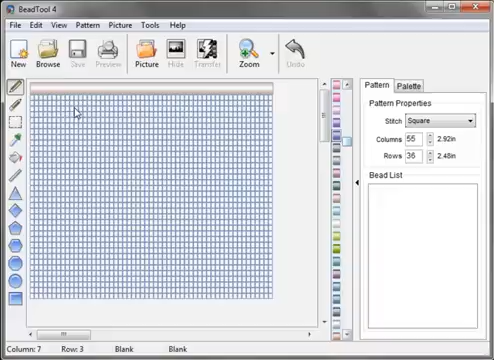 BeadTool 4
File Edit View Pattern Picture Tools Help
New Browse Save Preview Picture Hide Transfer Zoom Undo
Pattern Palette
Pattern Properties
Stitch Square
Columns 55 2.92in
Rows 36 2.48in
Bead List
Column: 7 Row: 3 Blank Blank